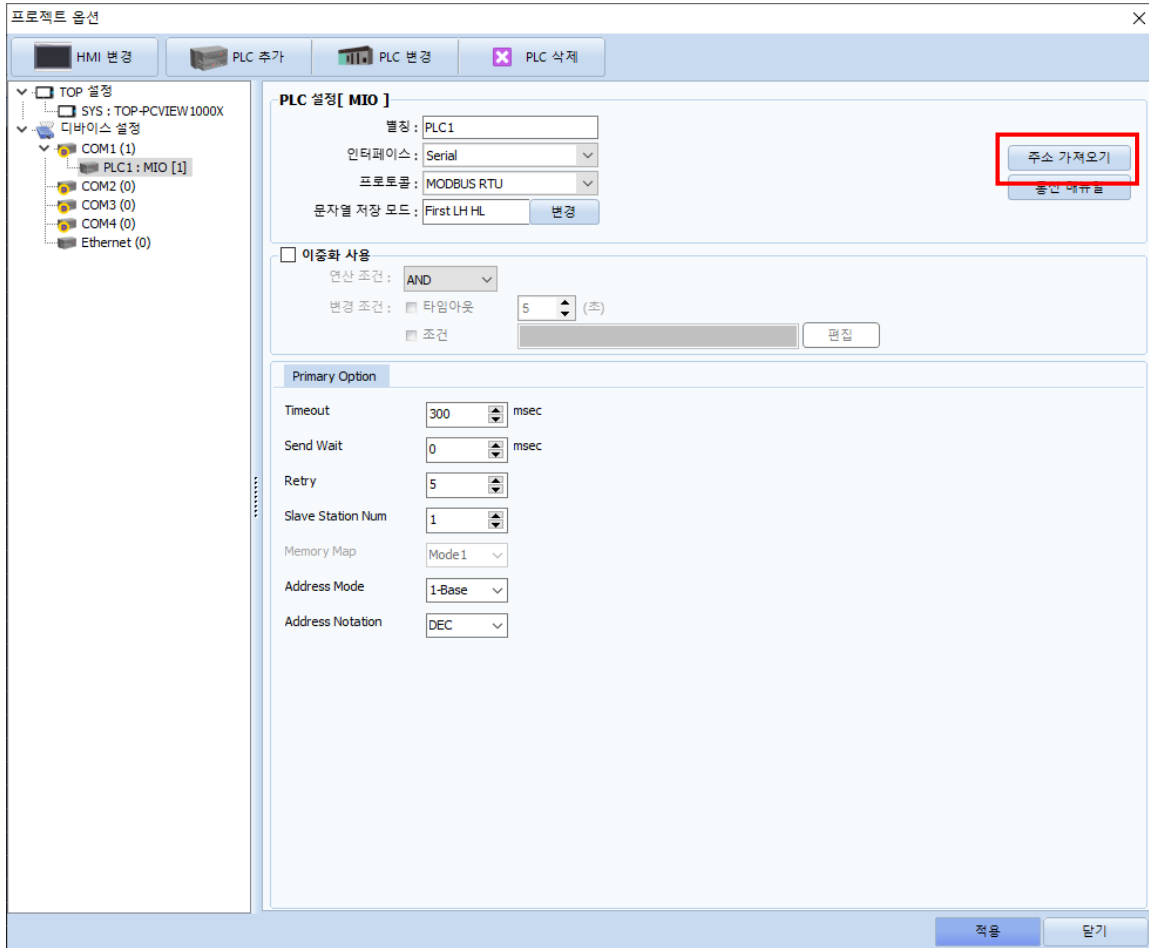 프로젝트 옵션
HMI 변경
PLC 추가
PLC 변경
PLC 삭제
TOP 설정
SYS : TOP-PCVIEW1000X
디바이스 설정
COM1 (1)
PLC1 : MIO [1]
COM2 (0)
COM3 (0)
COM4 (0)
Ethernet (0)
PLC 설정[ MIO ]
별칭 : PLC1
인터페이스 : Serial
프로토콜 : MODBUS RTU
문자열 저장 모드 : First LH HL 변경
주소 가져오기
통신 매뉴얼
이중화 사용
연산 조건 : AND
변경 조건 : 타임아웃 5 (초)
조건 편집
Primary Option
Timeout 300 msec
Send Wait 0 msec
Retry 5
Slave Station Num 1
Memory Map Mode1
Address Mode 1-Base
Address Notation DEC
적용 닫기